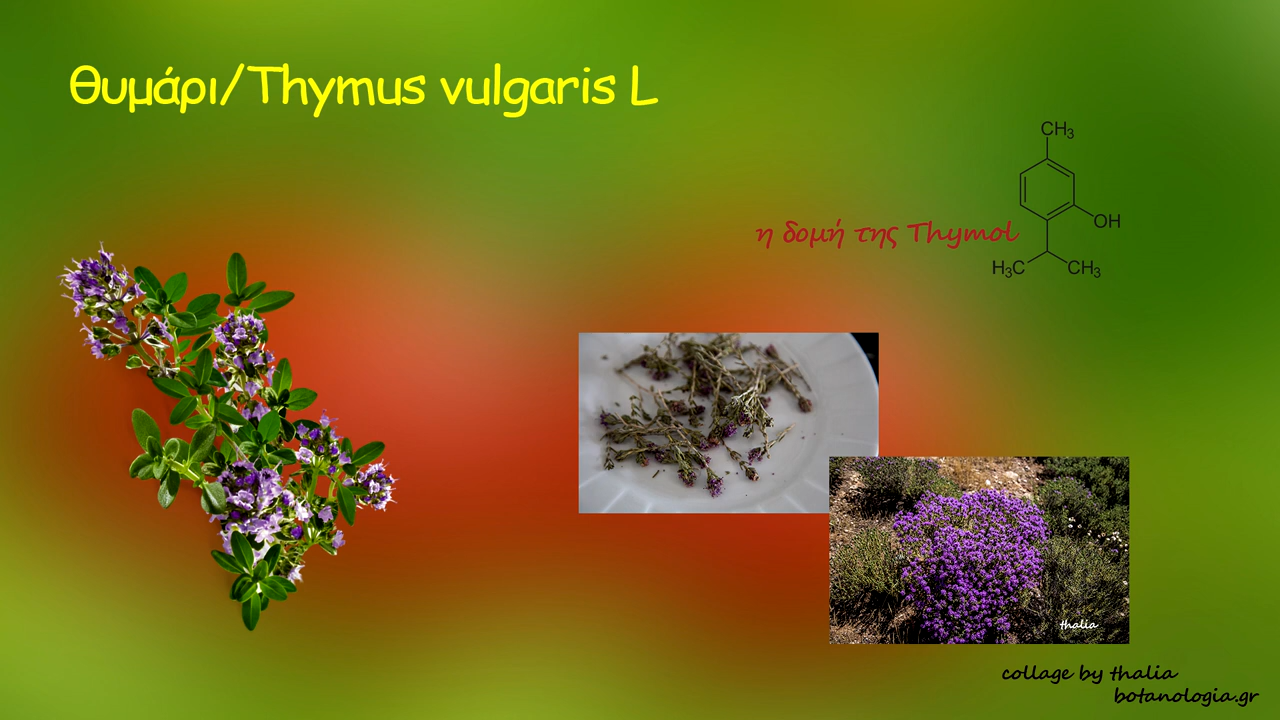 Θυμάρι/Thymus vulgaris L
CH₃
η δομή της Thymol
OH
H₃C
CH₃
thalia
collage by thalia
botanologia.gr